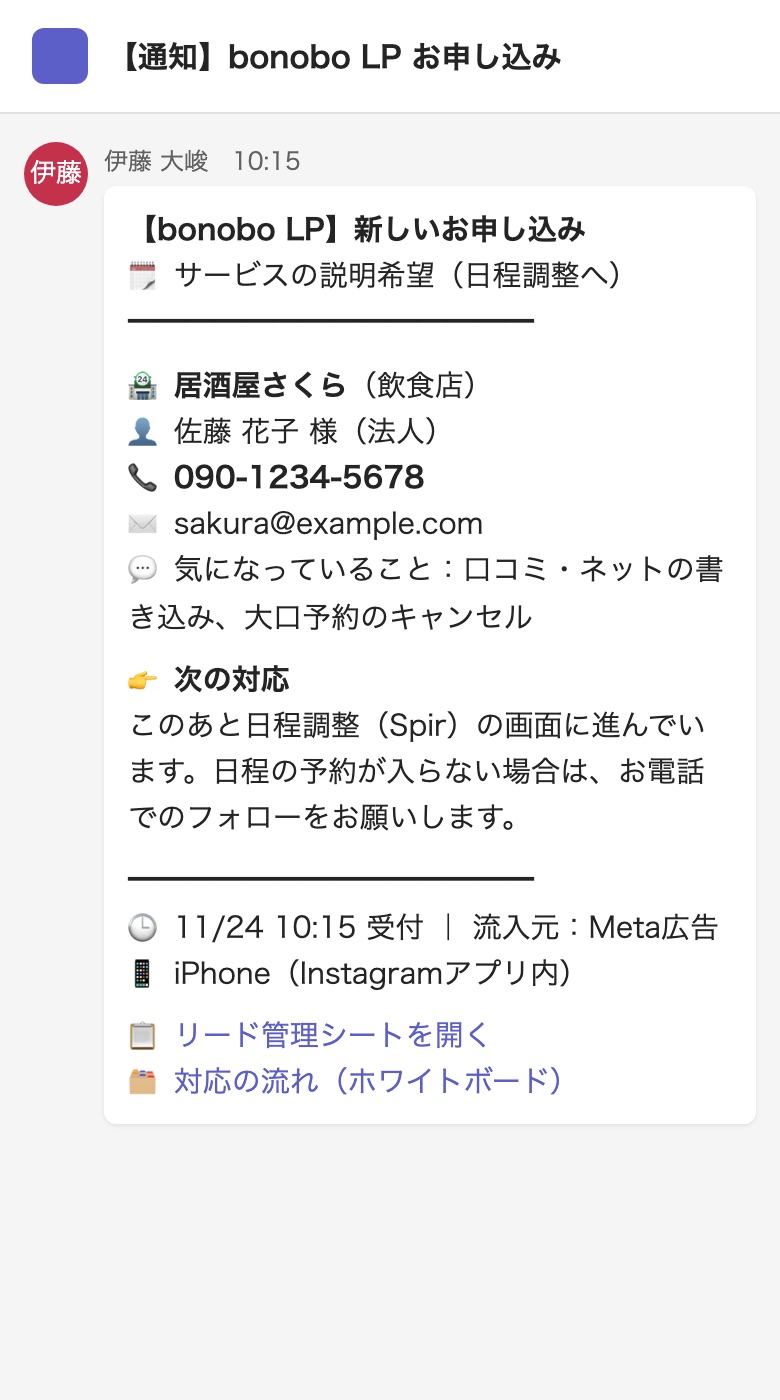 【通知】bonobo LP お申し込み
伊藤
伊藤 大峻 10:15
【bonobo LP】新しいお申し込み
🗓️ サービスの説明希望（日程調整へ）
━━━━━━━━━━━━━━
🏪 居酒屋さくら（飲食店）
👤 佐藤 花子 様（法人）
📞 090-1234-5678
✉️ sakura@example.com
💬 気になっていること：口コミ・ネットの書
き込み、大口予約のキャンセル
👉 次の対応
このあと日程調整（Spir）の画面に進んでい
ます。日程の予約が入らない場合は、お電話
でのフォローをお願いします。
━━━━━━━━━━━━━━
🕒 11/24 10:15 受付 ｜ 流入元：Meta広告
📱 iPhone（Instagramアプリ内）
📋 リード管理シートを開く
🗂️ 対応の流れ（ホワイトボード）